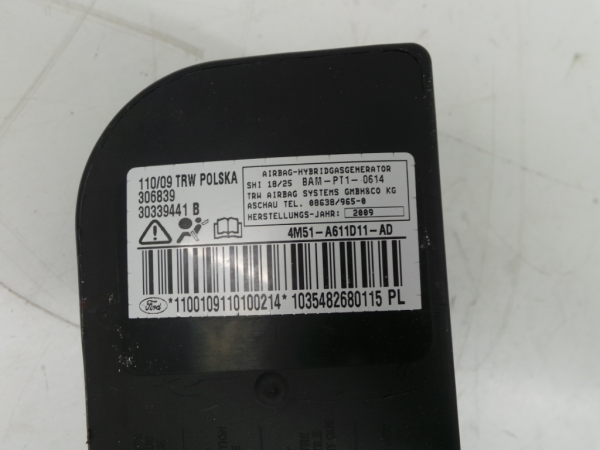 110/09 TRW POLSKA
306839
30339441 B
AIRBAG-HYBRIDGASGENERATOR
SHI 18/25 BAM-PT1-0614
TRW AIRBAG SYSTEMS GMBH&CO KG
ASCHAU TEL. 08638/965-0
HERSTELLUNGS-JAHR: 2009
4M51-A611D11-AD
Ford *1100109110100214* 1035482680115 PL